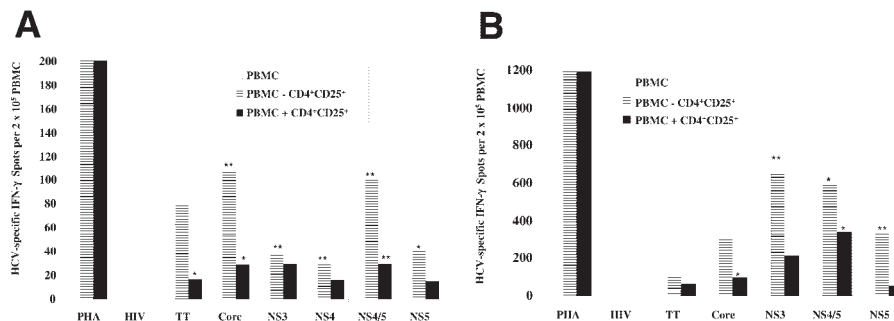 A
HCV-specific IFN-γ Spots per 2 x 10⁵ PBMC
200
180
160
140
120
100
80
60
40
20
0
PBMC
PBMC - CD4⁺CD25⁺
PBMC + CD4⁺CD25⁺
*
**
*
**
**
**
**
*
PHA HIV TT Core NS3 NS4 NS4/5 NS5
B
HCV-specific IFN-γ Spots per 2 x 10⁵ PBMC
1200
1000
800
600
400
200
0
PBMC
PBMC - CD4⁺CD25⁺
PBMC + CD4⁺CD25⁺
*
**
*
*
**
PHA HIV TT Core NS3 NS4/5 NS5